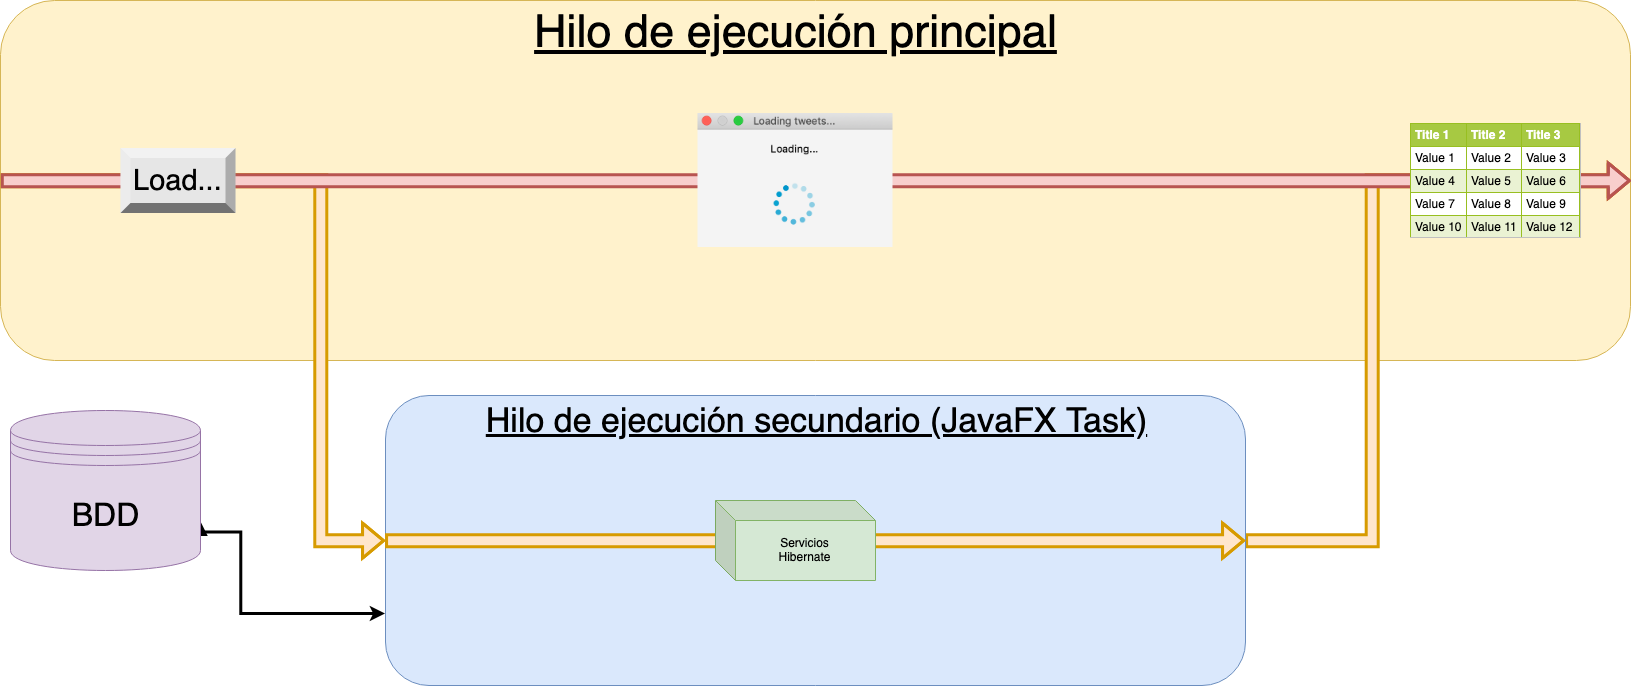 Hilo de ejecución principal
Loading tweets...
Loading...
Load...
Title 1 Title 2 Title 3
Value 1 Value 2 Value 3
Value 4 Value 5 Value 6
Value 7 Value 8 Value 9
Value 10 Value 11 Value 12
Hilo de ejecución secundario (JavaFX Task)
BDD
Servicios
Hibernate